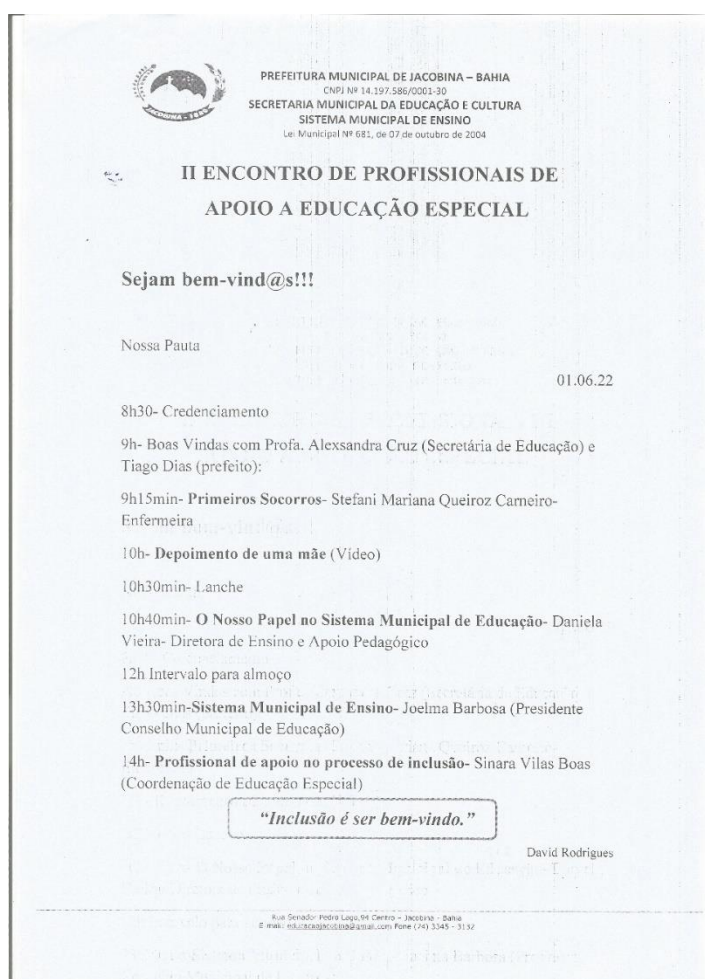 JACOBINA - 1880
PREFEITURA MUNICIPAL DE JACOBINA – BAHIA
CNPJ Nº 14.197.586/0001-30
SECRETARIA MUNICIPAL DA EDUCAÇÃO E CULTURA
SISTEMA MUNICIPAL DE ENSINO
Lei Municipal Nº 681, de 07 de outubro de 2004
II ENCONTRO DE PROFISSIONAIS DE
APOIO A EDUCAÇÃO ESPECIAL
Sejam bem-vind@s!!!
Nossa Pauta
01.06.22
8h30- Credenciamento
9h- Boas Vindas com Profa. Alexsandra Cruz (Secretária de Educação) e
Tiago Dias (prefeito):
9h15min- Primeiros Socorros- Stefani Mariana Queiroz Carneiro-
Enfermeira
10h- Depoimento de uma mãe (Vídeo)
10h30min- Lanche
10h40min- O Nosso Papel no Sistema Municipal de Educação- Daniela
Vieira- Diretora de Ensino e Apoio Pedagógico
12h Intervalo para almoço
13h30min-Sistema Municipal de Ensino- Joelma Barbosa (Presidente
Conselho Municipal de Educação)
14h- Profissional de apoio no processo de inclusão- Sinara Vilas Boas
(Coordenação de Educação Especial)
“Inclusão é ser bem-vindo.”
David Rodrigues
Rua Senador Pedro Lago,94 Centro – Jacobina – Bahia
E mail: educacaojacobina@gmail.com Fone (74) 3345 - 3132